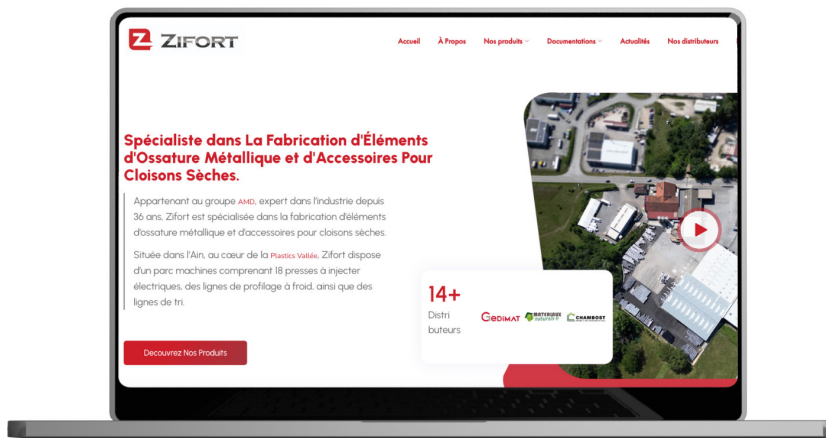 ZIFORT
Accueil À Propos Nos produits Documentations Actualités Nos distributeurs
Spécialiste dans La Fabrication d'Éléments
d'Ossature Métallique et d'Accessoires Pour
Cloisons Sèches.
Appartenant au groupe AMD, expert dans l'industrie depuis
36 ans, Zifort est spécialisée dans la fabrication d'éléments
d'ossature métallique et d'accessoires pour cloisons sèches.
Située dans l'Ain, au cœur de la Plastics Vallée, Zifort dispose
d'un parc machines comprenant 18 presses à injecter
électriques, des lignes de profilage à froid, ainsi que des
lignes de tri.
14+
Distri
buteurs
GEDIMAT MATERIAUX CHAMBOST
naturels.fr
Decouvrez Nos Produits